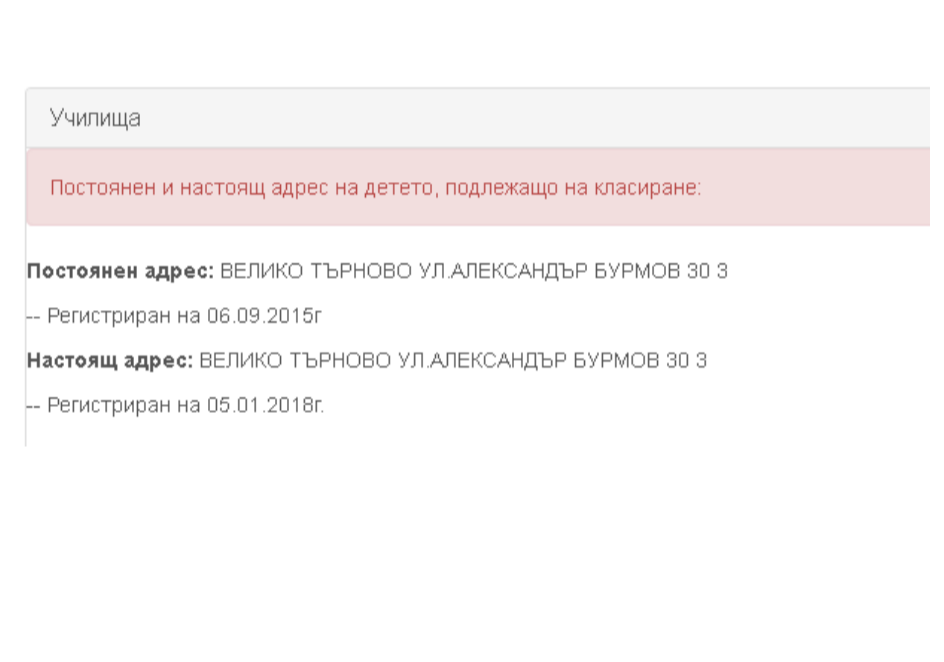 Училища
Постоянен и настоящ адрес на детето, подлежащо на класиране:
Постоянен адрес: ВЕЛИКО ТЪРНОВО УЛ.АЛЕКСАНДЪР БУРМОВ 30 3
-- Регистриран на 06.09.2015г
Настоящ адрес: ВЕЛИКО ТЪРНОВО УЛ.АЛЕКСАНДЪР БУРМОВ 30 3
-- Регистриран на 05.01.2018г.